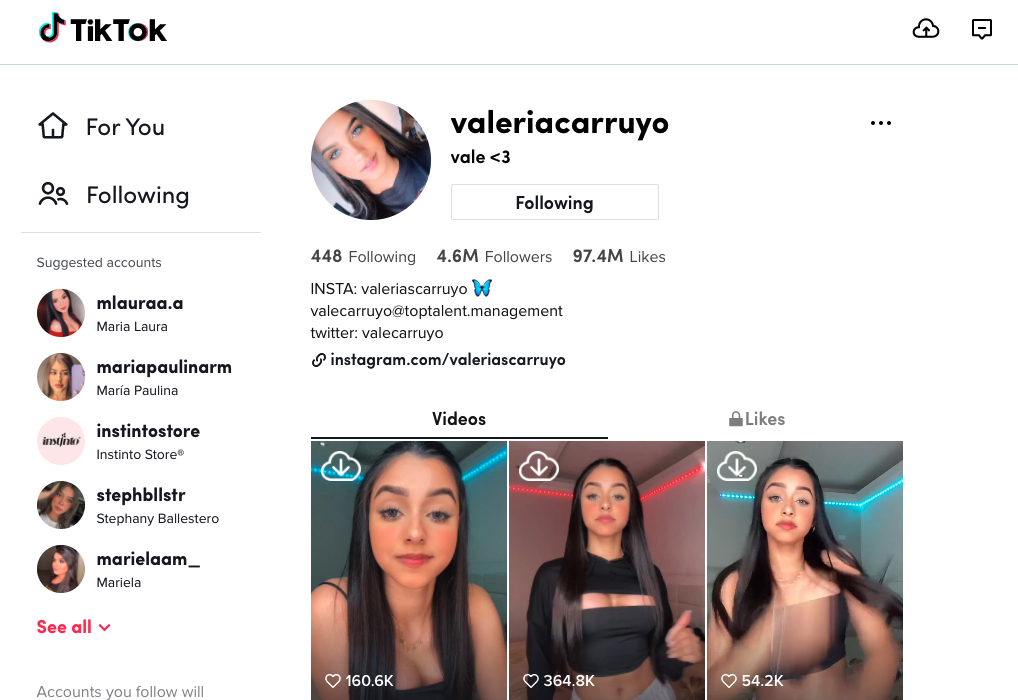 TikTok
For You
Following
Suggested accounts
mlauraa.a
Maria Laura
mariapaulinarm
María Paulina
instintostore
instinto
Instinto Store®
stephbllstr
Stephany Ballestero
marielaam_
Mariela
See all
Accounts you follow will
valeriacarruyo
vale <3
Following
448 Following 4.6M Followers 97.4M Likes
INSTA: valeriascarruyo 🦋
valecarruyo@toptalent.management
twitter: valecarruyo
instagram.com/valeriascarruyo
Videos Likes
160.6K 364.8K 54.2K